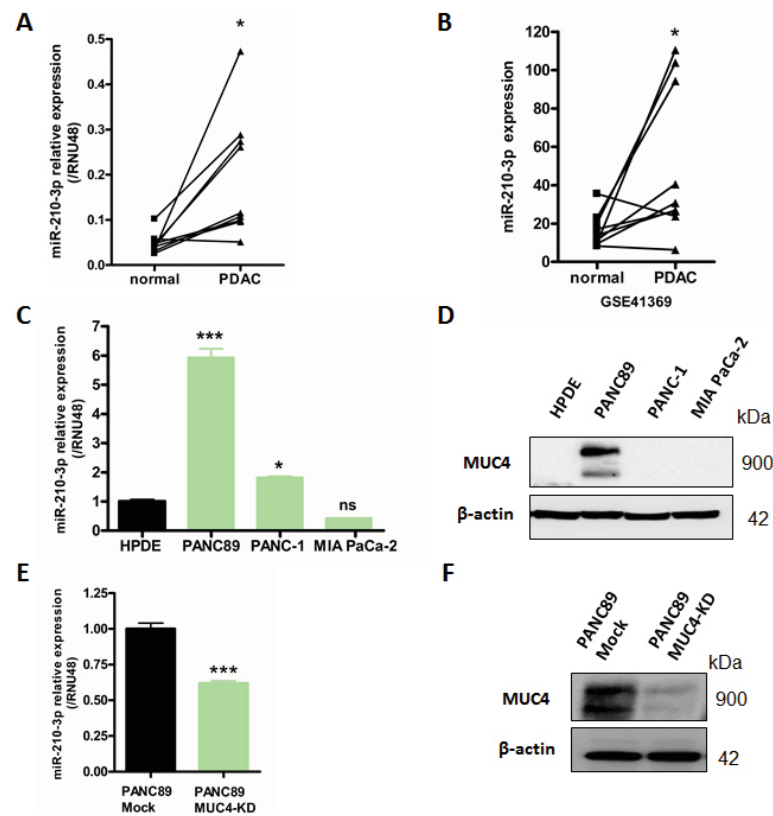 A
miR-210-3p relative expression
(/RNU48)
0.5
0.4
0.3
0.2
0.1
0.0
*
normal PDAC
B
miR-210-3p expression
120
100
80
60
40
20
0
*
normal PDAC
GSE41369
C
miR-210-3p relative expression
(/RNU48)
7
6
5
4
3
2
1
0
***
*
ns
HPDE PANC89 PANC-1 MIA PaCa-2
D
HPDE
PANC89
PANC-1
MIA PaCa-2
kDa
MUC4 900
β-actin 42
E
miR-210-3p relative expression
(/RNU48)
1.25
1.00
0.75
0.50
0.25
0.00
***
PANC89 PANC89
Mock MUC4-KD
F
PANC89
Mock
PANC89
MUC4-KD
kDa
MUC4 900
β-actin 42